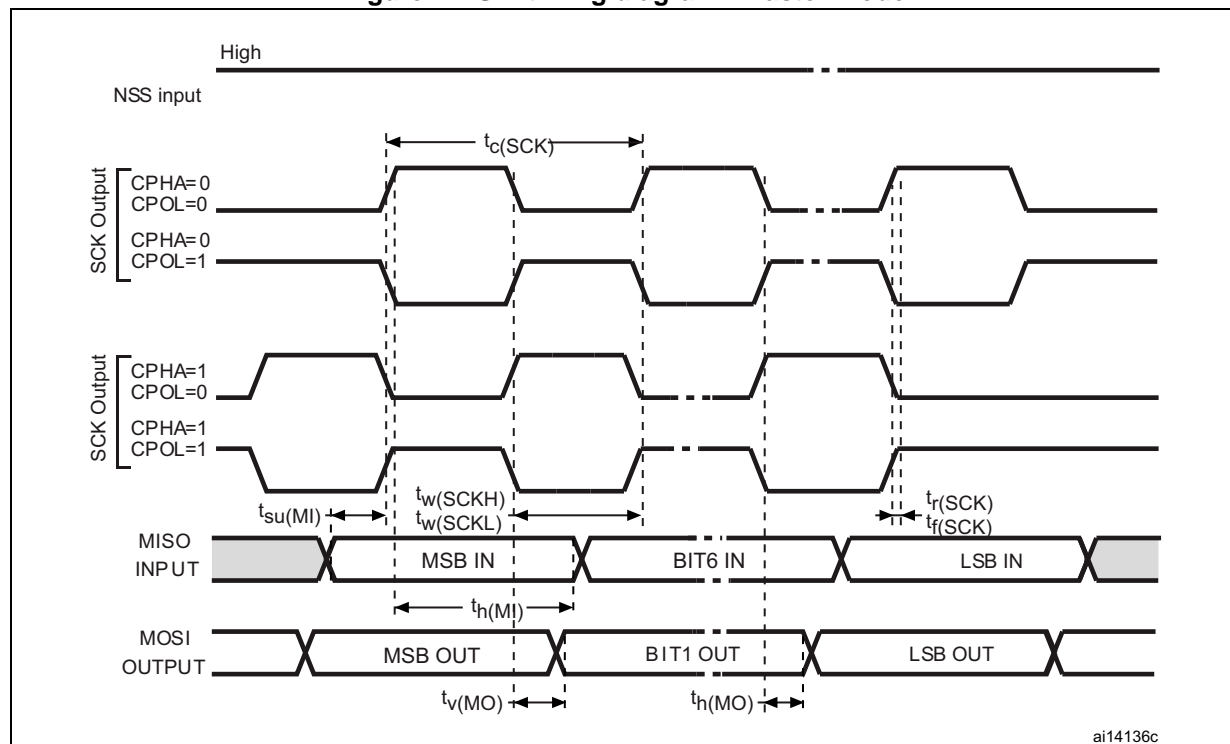 High
NSS input
tc(SCK)
SCK Output
CPHA=0
CPOL=0
CPHA=0
CPOL=1
SCK Output
CPHA=1
CPOL=0
CPHA=1
CPOL=1
tsu(MI)
tw(SCKH)
tw(SCKL)
tr(SCK)
tf(SCK)
MISO
INPUT
MSB IN
BIT6 IN
LSB IN
th(MI)
MOSI
OUTPUT
MSB OUT
BIT1 OUT
LSB OUT
tv(MO)
th(MO)
ai14136c